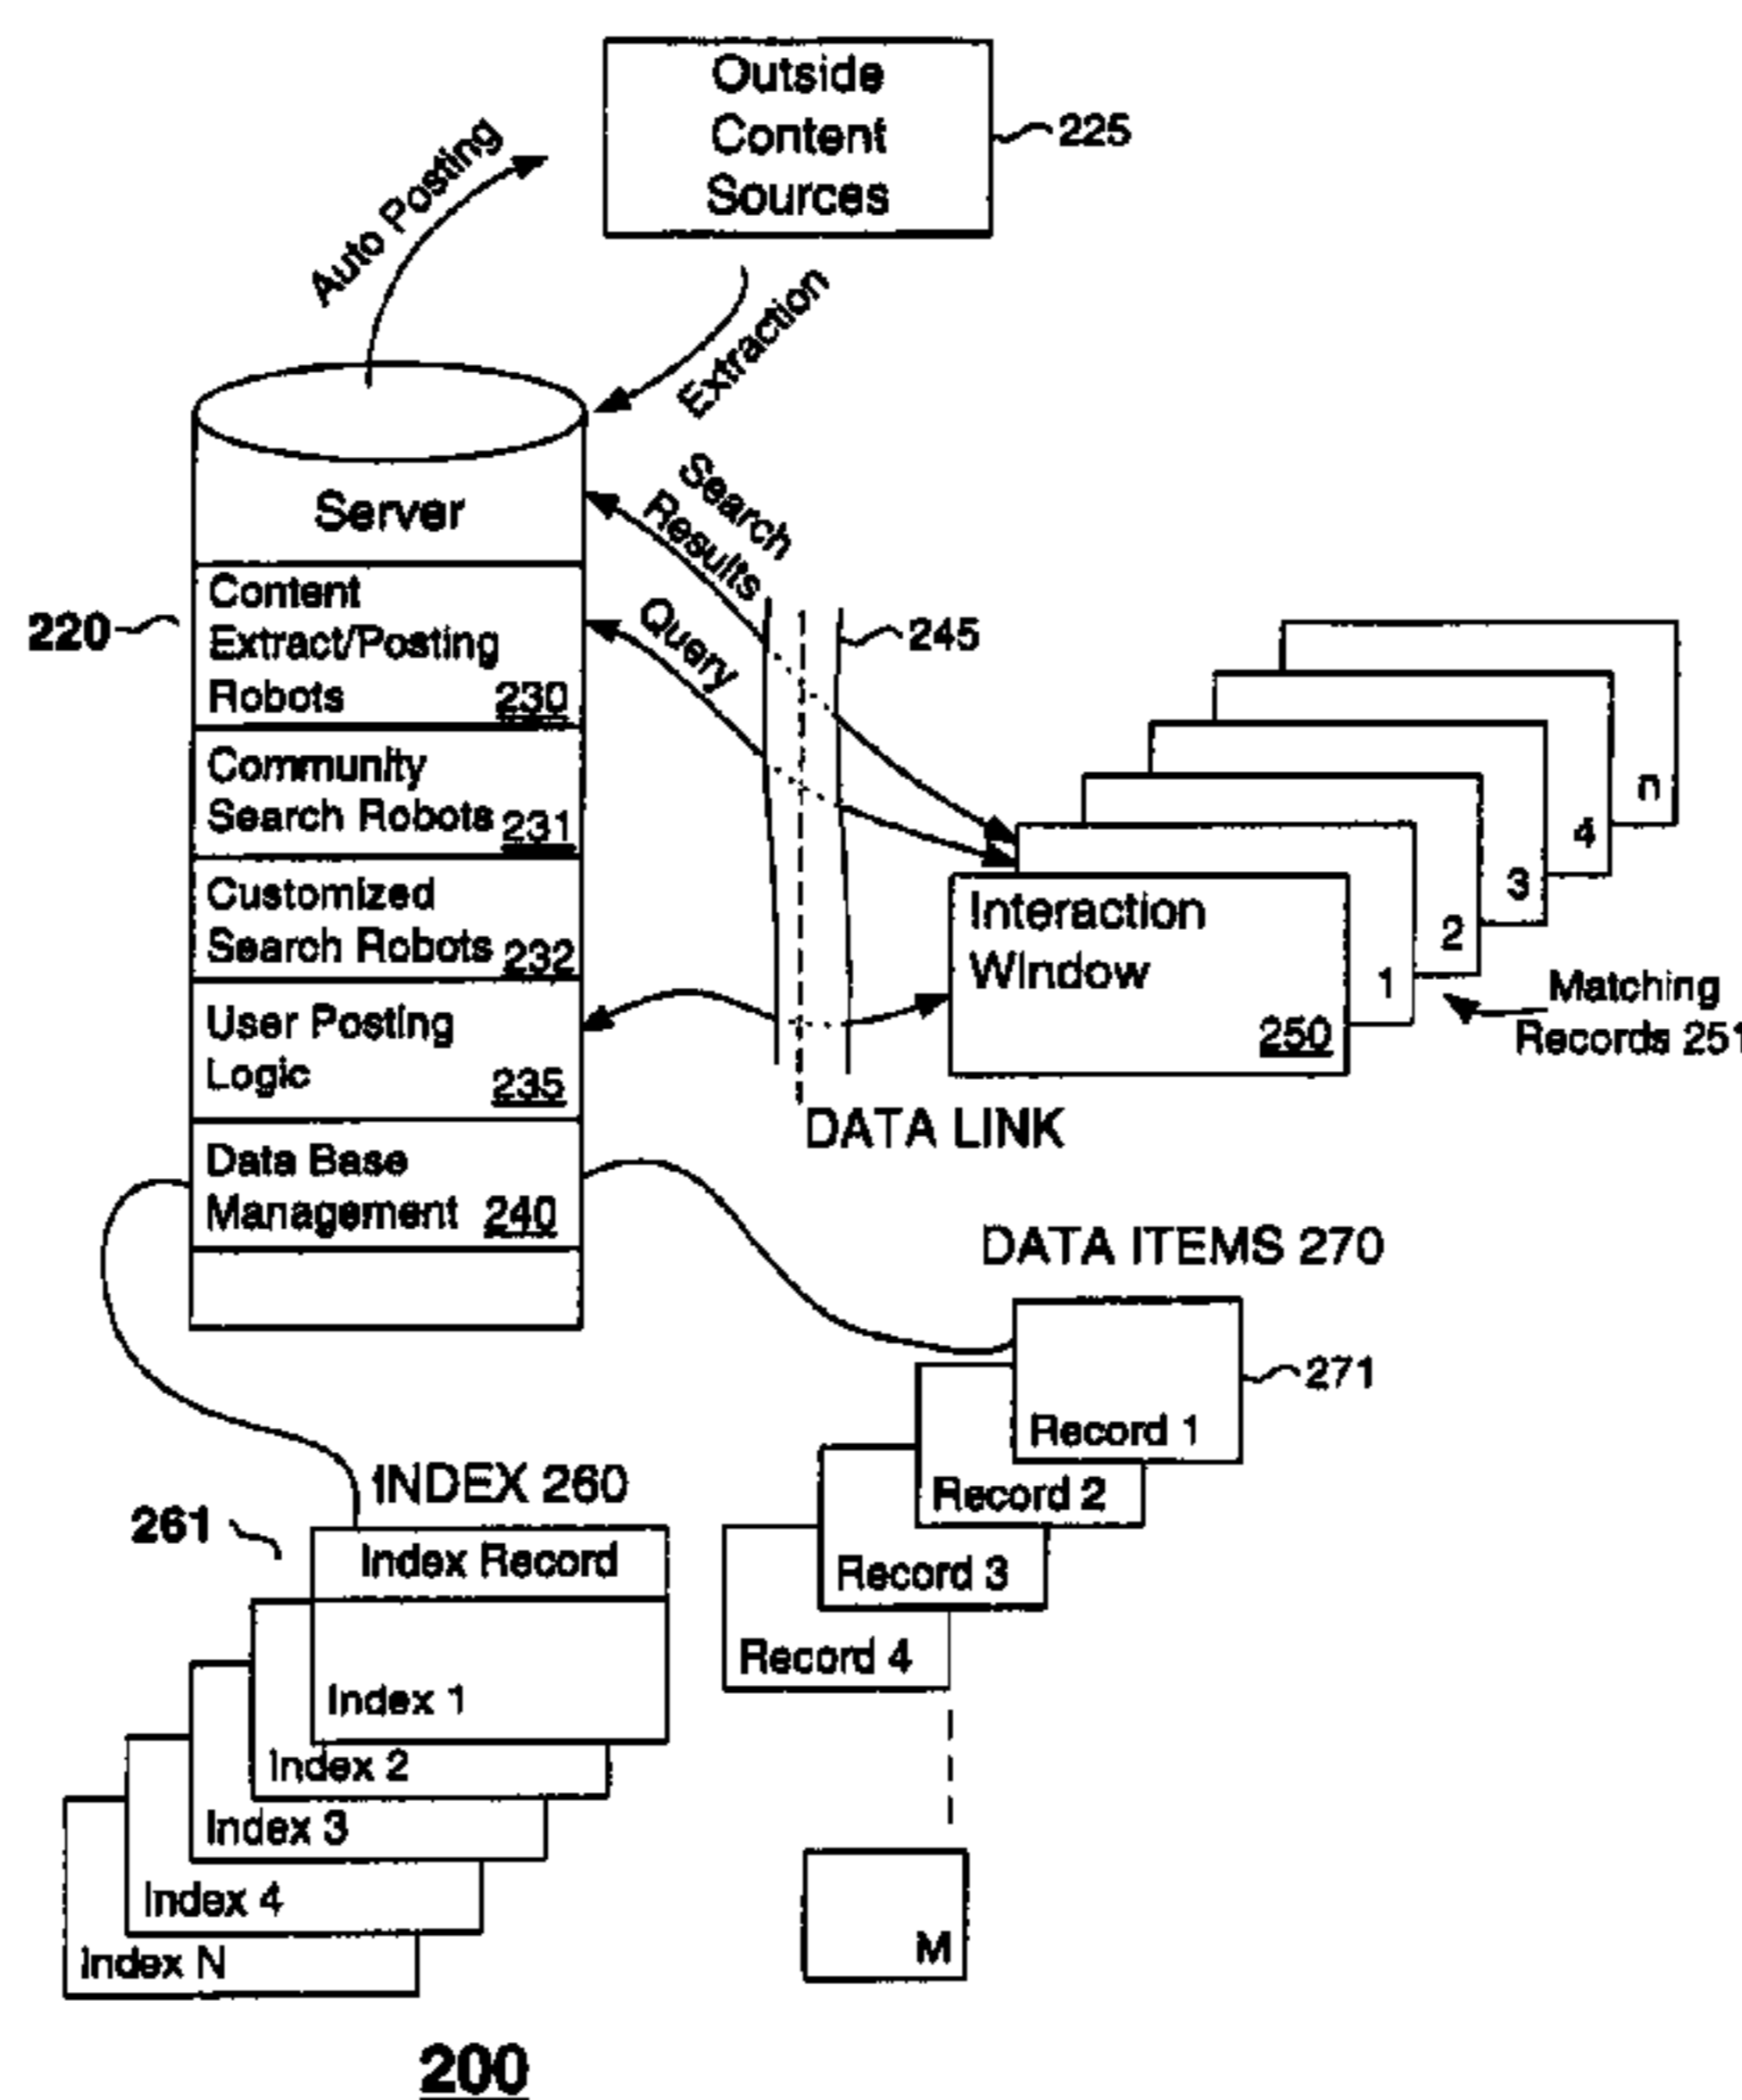 Outside
Content
Sources
225
Auto Posting
Extraction
Server
220
Content
Extract/Posting
Robots 230
Community
Search Robots 231
Customized
Search Robots 232
User Posting
Logic 235
Data Base
Management 240
Search
Results
Query
245
DATA LINK
Interaction
WIndow
250
1
2
3
4
n
Matching
Records 251
DATA ITEMS 270
271
Record 1
Record 2
Record 3
Record 4
M
INDEX 260
261
Index Record
Index 1
Index 2
Index 3
Index 4
Index N
200